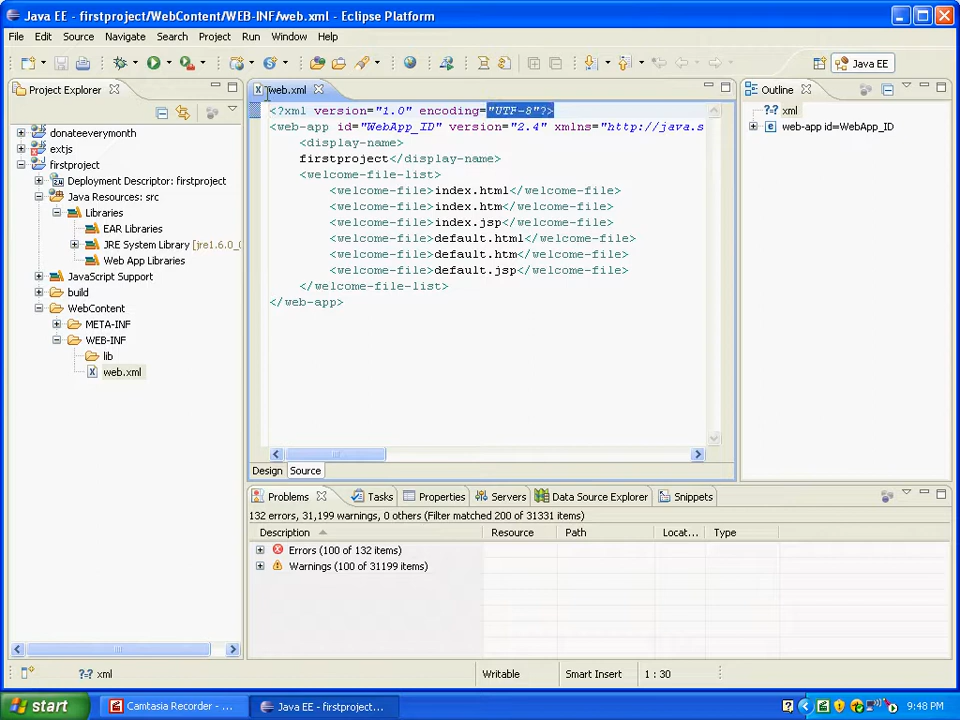 Java EE - firstproject/WebContent/WEB-INF/web.xml - Eclipse Platform
File Edit Source Navigate Search Project Run Window Help
Java EE
Project Explorer
donateeverymonth
extjs
firstproject
Deployment Descriptor: firstproject
Java Resources: src
Libraries
EAR Libraries
JRE System Library [jre1.6.0_0
Web App Libraries
JavaScript Support
build
WebContent
META-INF
WEB-INF
lib
web.xml
web.xml
<?xml version="1.0" encoding="UTF-8"?>
<web-app id="WebApp_ID" version="2.4" xmlns="http://java.s
<display-name>
firstproject</display-name>
<welcome-file-list>
<welcome-file>index.html</welcome-file>
<welcome-file>index.htm</welcome-file>
<welcome-file>index.jsp</welcome-file>
<welcome-file>default.html</welcome-file>
<welcome-file>default.htm</welcome-file>
<welcome-file>default.jsp</welcome-file>
</welcome-file-list>
</web-app>
Design Source
Outline
?=? xml
web-app id=WebApp_ID
Problems Tasks Properties Servers Data Source Explorer Snippets
132 errors, 31,199 warnings, 0 others (Filter matched 200 of 31331 items)
Description Resource Path Locat... Type
Errors (100 of 132 items)
Warnings (100 of 31199 items)
?=? xml Writable Smart Insert 1 : 30
start Camtasia Recorder - ... Java EE - firstproject... 9:48 PM